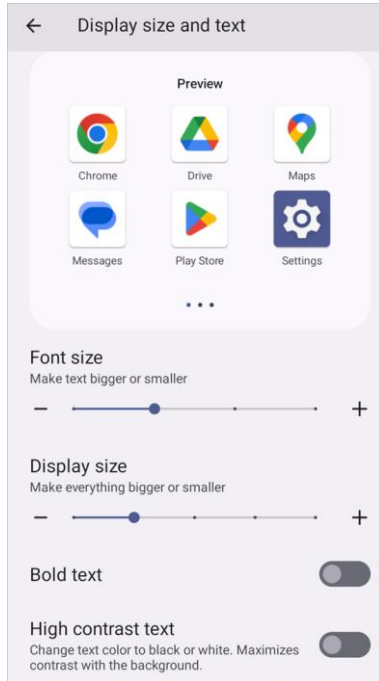 Display size and text
Preview
Chrome Drive Maps
Messages Play Store Settings
Font size
Make text bigger or smaller
Display size
Make everything bigger or smaller
Bold text
High contrast text
Change text color to black or white. Maximizes
contrast with the background.